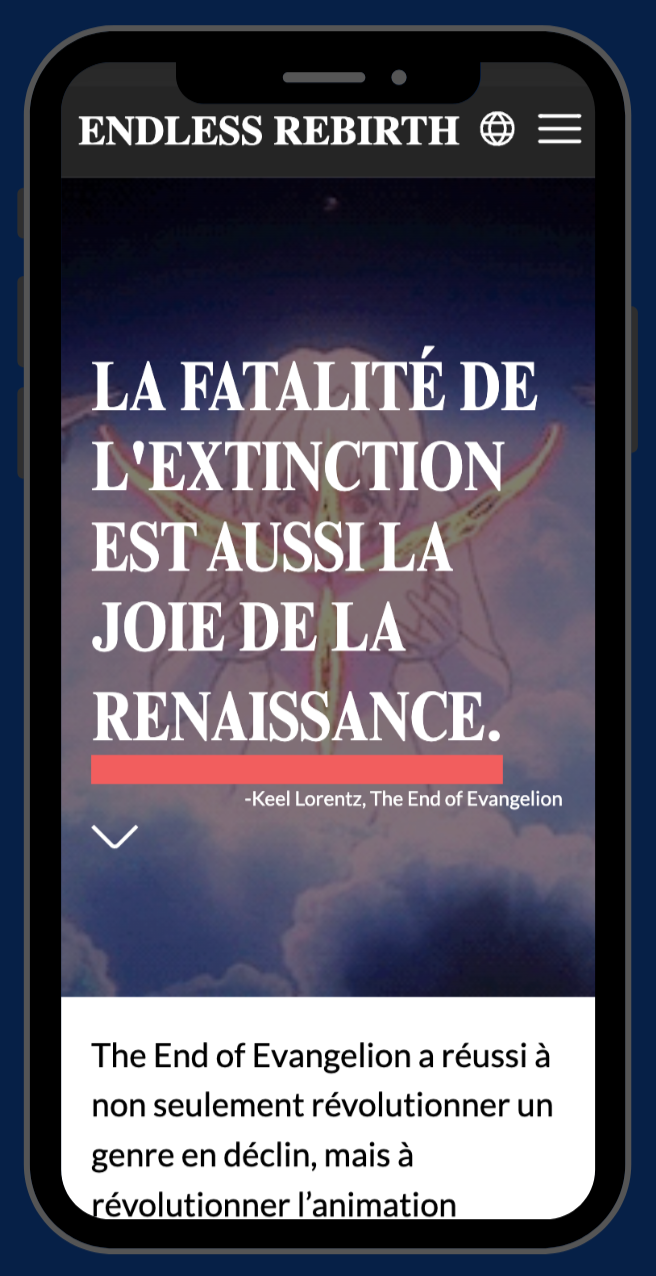 ENDLESS REBIRTH
LA FATALITÉ DE
L'EXTINCTION
EST AUSSI LA
JOIE DE LA
RENAISSANCE.
-Keel Lorentz, The End of Evangelion
The End of Evangelion a réussi à
non seulement révolutionner un
genre en déclin, mais à
révolutionner l’animation